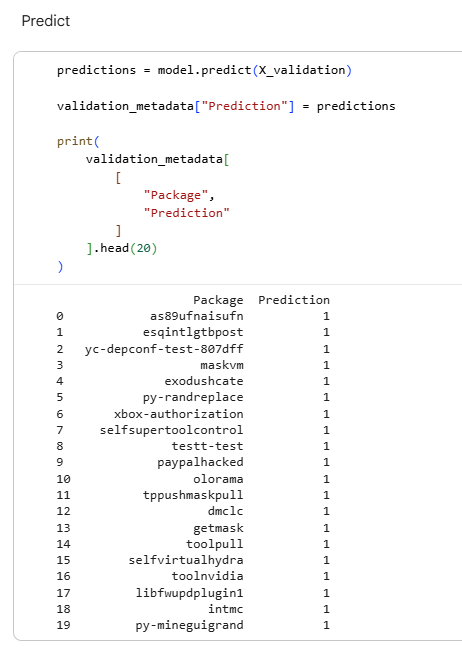 Predict
predictions = model.predict(X_validation)
validation_metadata["Prediction"] = predictions
print(
    validation_metadata[
        [
            "Package",
            "Prediction"
        ]
    ].head(20)
)
Package Prediction
0 as89ufnaisufn 1
1 esqintlgtbpost 1
2 yc-depconf-test-807dff 1
3 maskvm 1
4 exodushcate 1
5 py-randreplace 1
6 xbox-authorization 1
7 selfsupertoolcontrol 1
8 testt-test 1
9 paypalhacked 1
10 olorama 1
11 tppushmaskpull 1
12 dmclc 1
13 getmask 1
14 toolpull 1
15 selfvirtualhydra 1
16 toolnvidia 1
17 libfwupdplugin1 1
18 intmc 1
19 py-mineguigrand 1